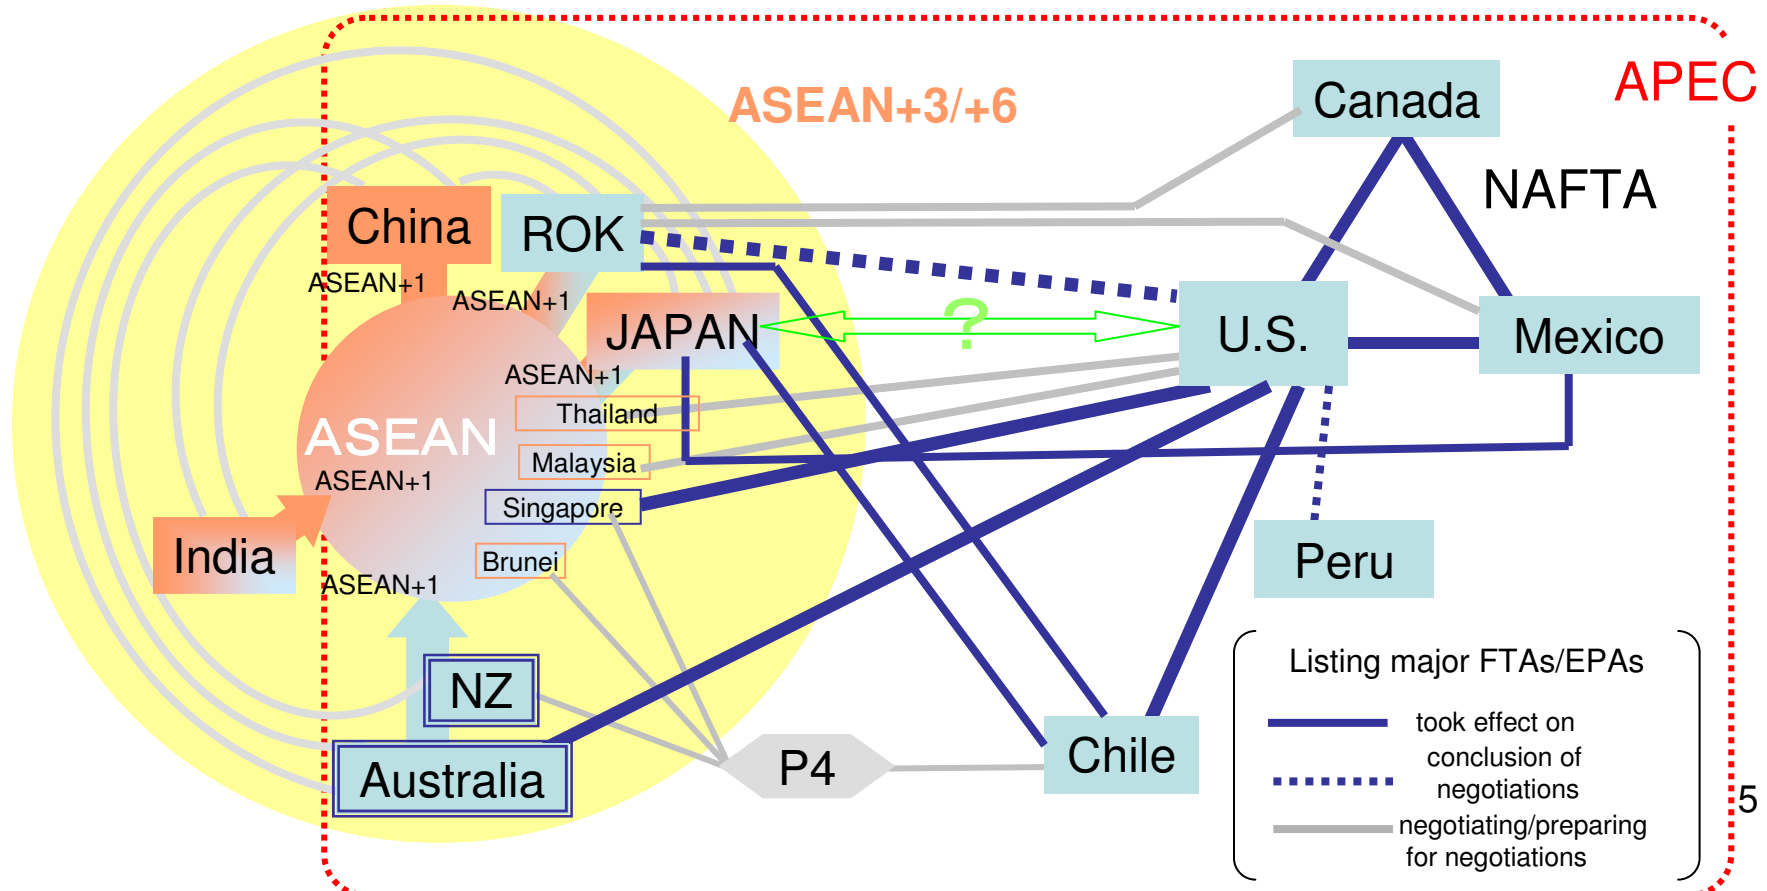 APEC
ASEAN+3/+6
Canada
NAFTA
China
ROK
ASEAN+1
ASEAN+1
?
JAPAN
U.S.
Mexico
ASEAN+1
Thailand
ASEAN
Malaysia
ASEAN+1
Singapore
India
Brunei
Peru
ASEAN+1
NZ
Listing major FTAs/EPAs
took effect on
conclusion of
negotiations
negotiating/preparing
for negotiations
P4
Chile
Australia
5